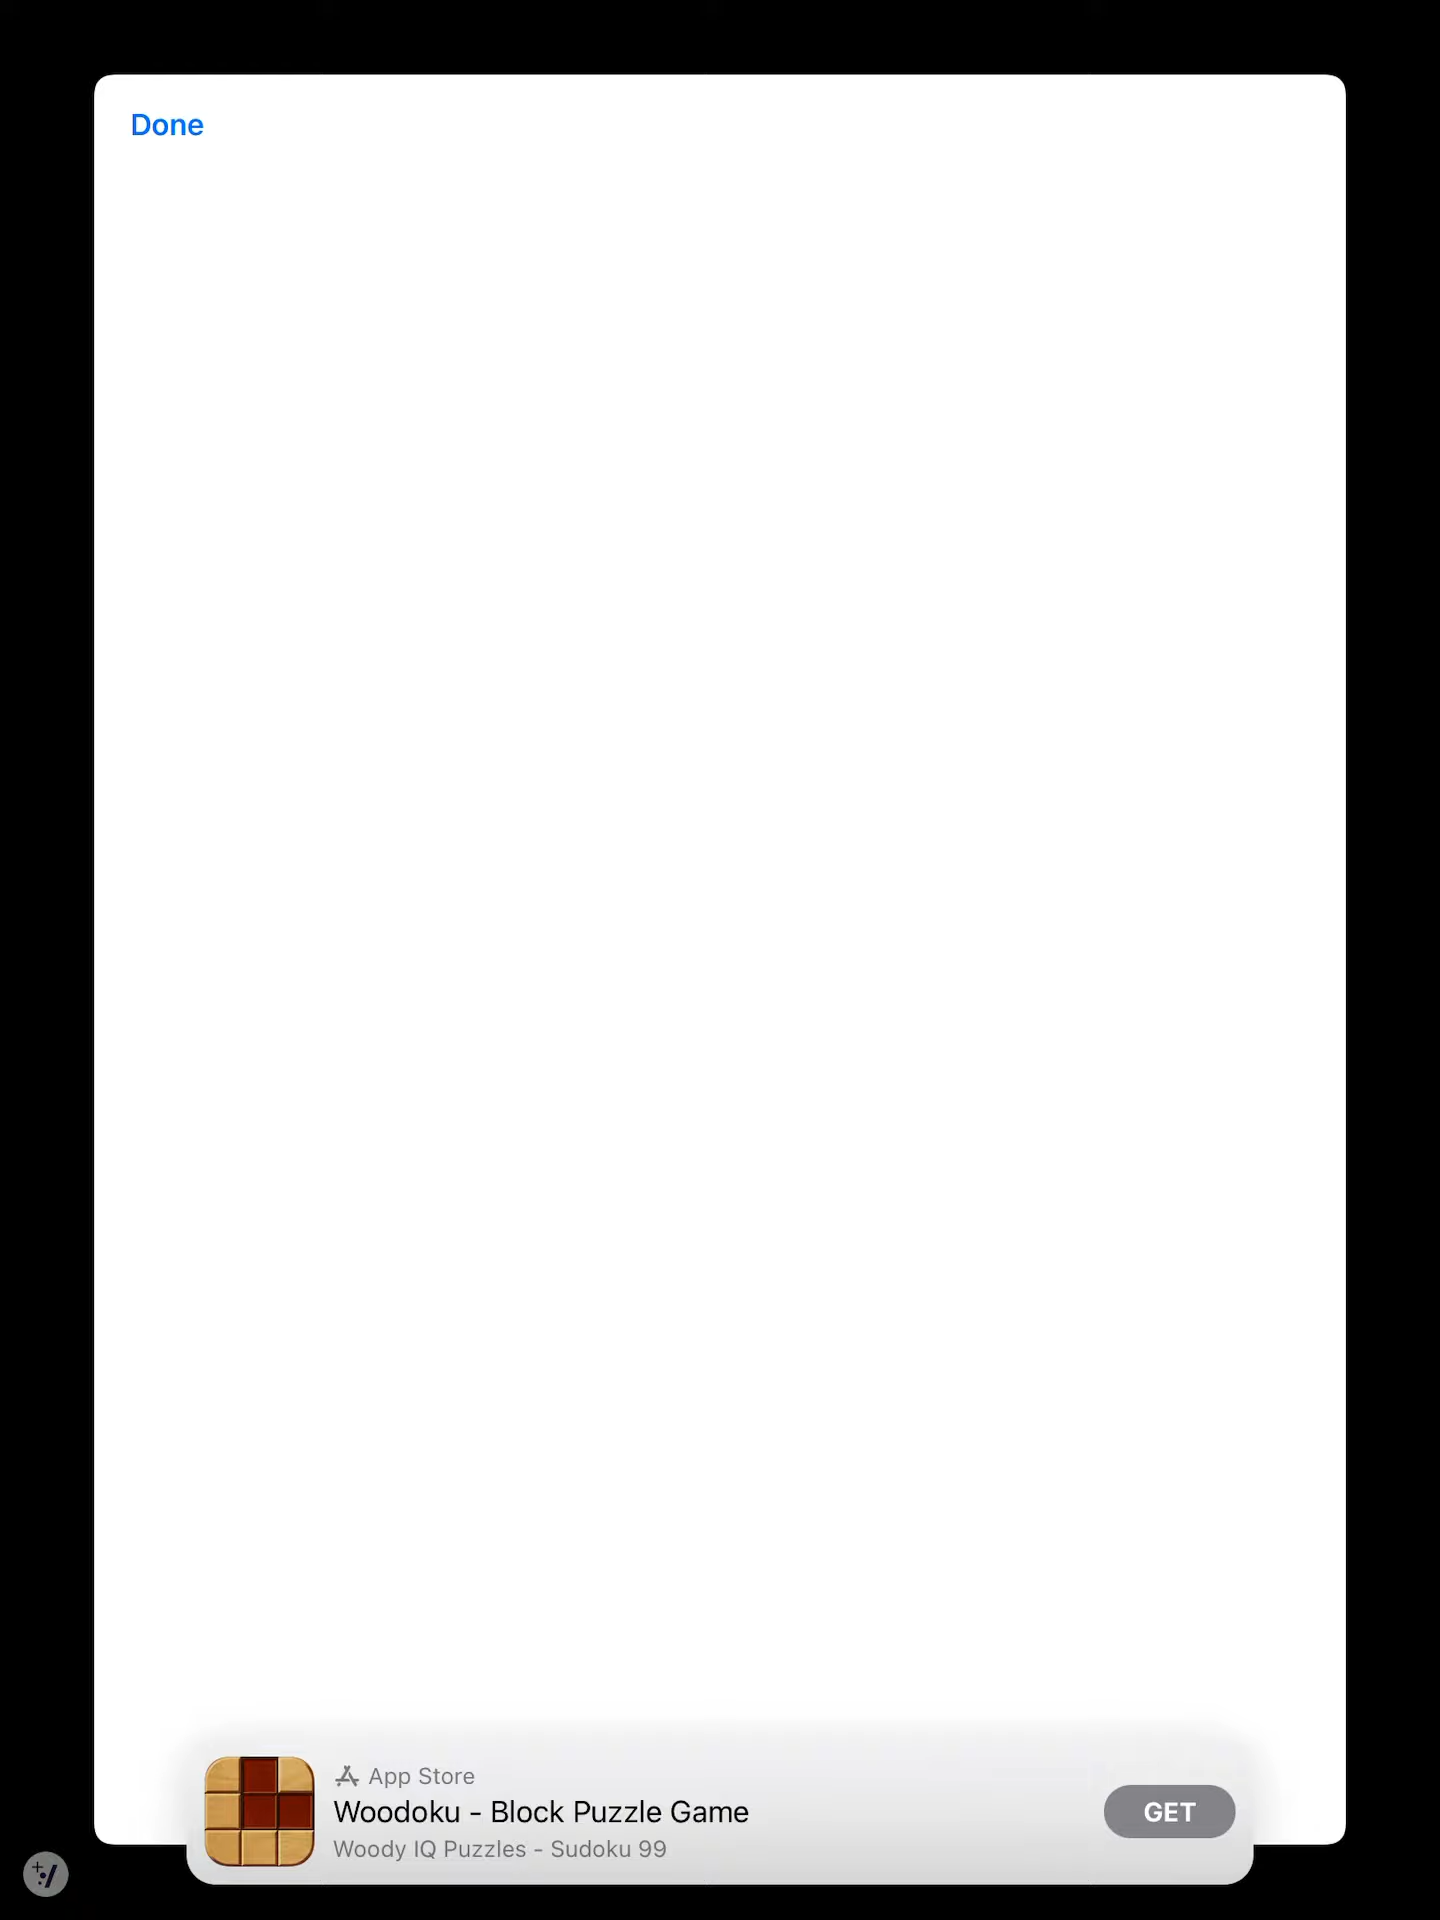 Done
App Store
Woodoku - Block Puzzle Game
Woody IQ Puzzles - Sudoku 99
GET